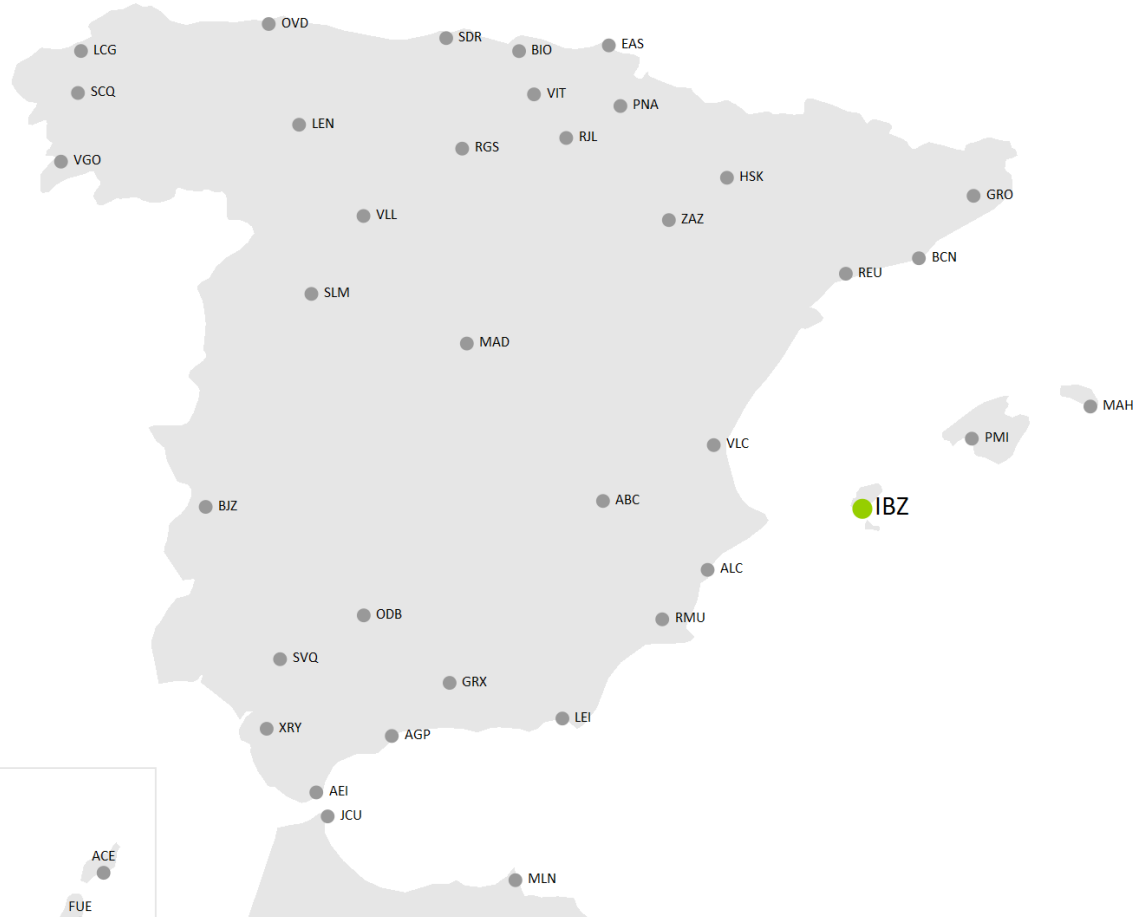 OVD
SDR
EAS
LCG
BIO
SCQ
VIT
PNA
LEN
RJL
RGS
VGO
HSK
GRO
VLL
ZAZ
BCN
REU
SLM
MAD
MAH
PMI
VLC
ABC
BJZ
IBZ
ALC
ODB
RMU
SVQ
GRX
LEI
XRY
AGP
AEI
JCU
ACE
MLN
FUE